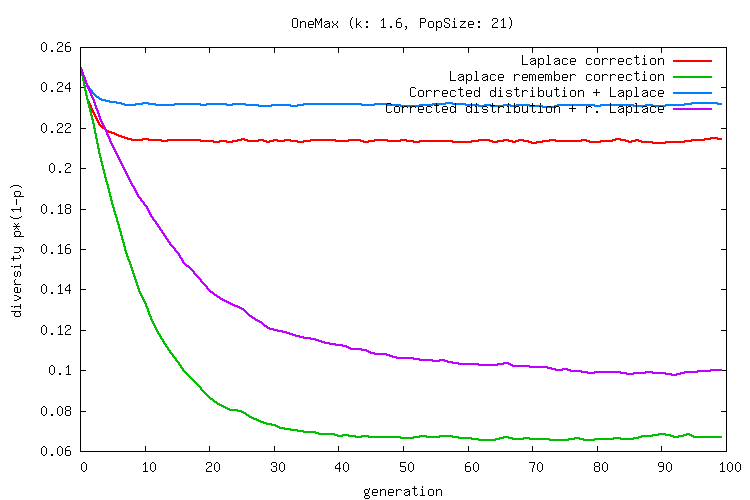 OneMax (k: 1.6, PopSize: 21)
0.26
0.24
0.22
0.2
0.18
0.16
0.14
0.12
0.1
0.08
0.06
diversity p*(1-p)
Laplace correction
Laplace remember correction
Corrected distribution + Laplace
Corrected distribution + r. Laplace
0 10 20 30 40 50 60 70 80 90 100
generation